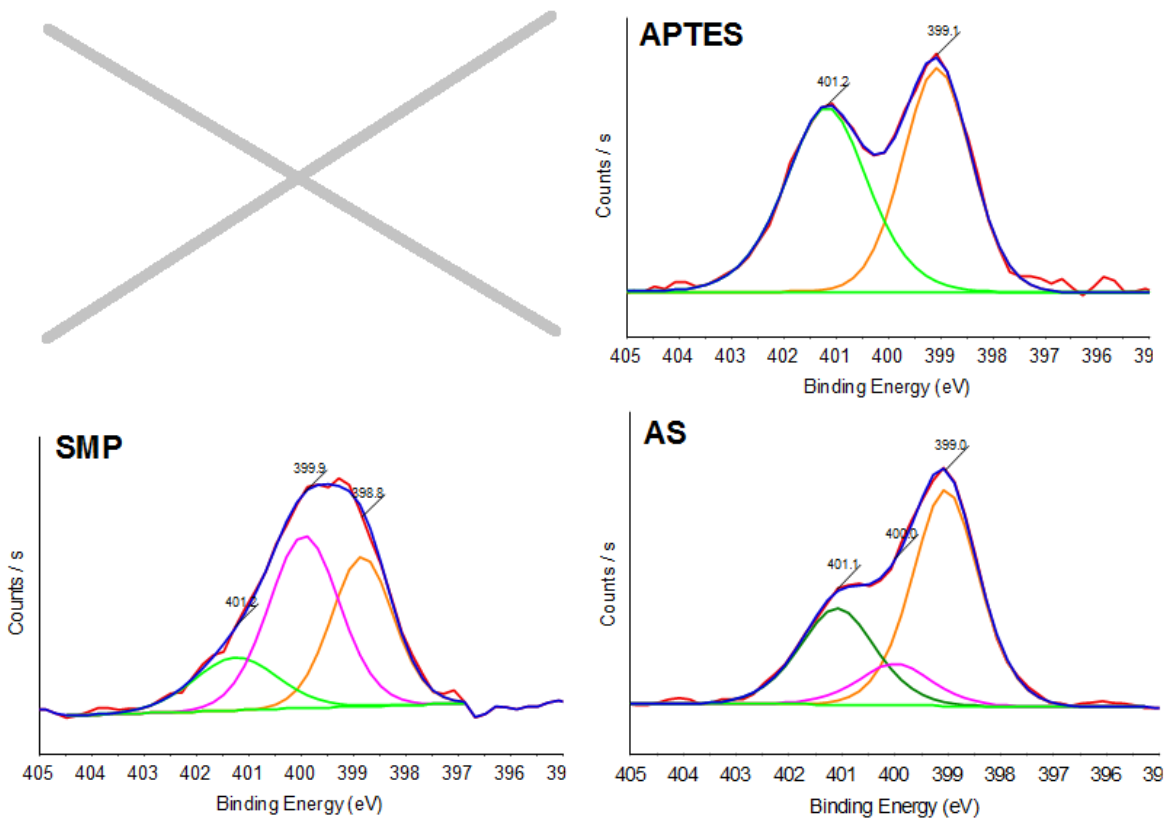 APTES
399.1
401.2
Counts / s
405 404 403 402 401 400 399 398 397 396 39
Binding Energy (eV)
SMP
399.9
398.8
401.2
Counts / s
405 404 403 402 401 400 399 398 397 396 39
Binding Energy (eV)
AS
399.0
400.0
401.1
Counts / s
405 404 403 402 401 400 399 398 397 396 39
Binding Energy (eV)